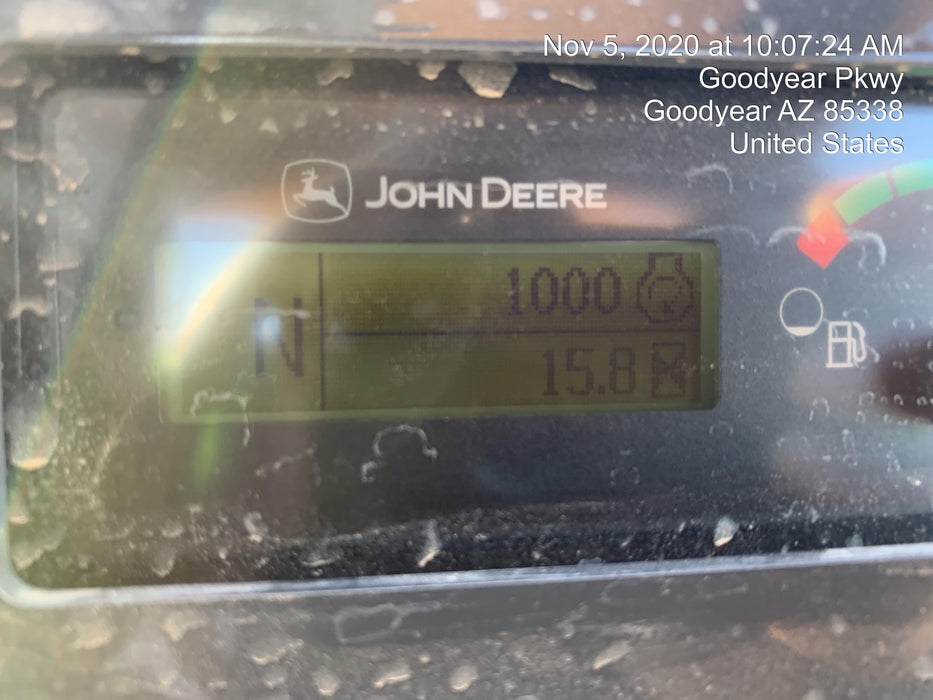 Nov 5, 2020 at 10:07:24 AM
Goodyear Pkwy
Goodyear AZ 85338
United States
JOHN DEERE
1000
N
15.8